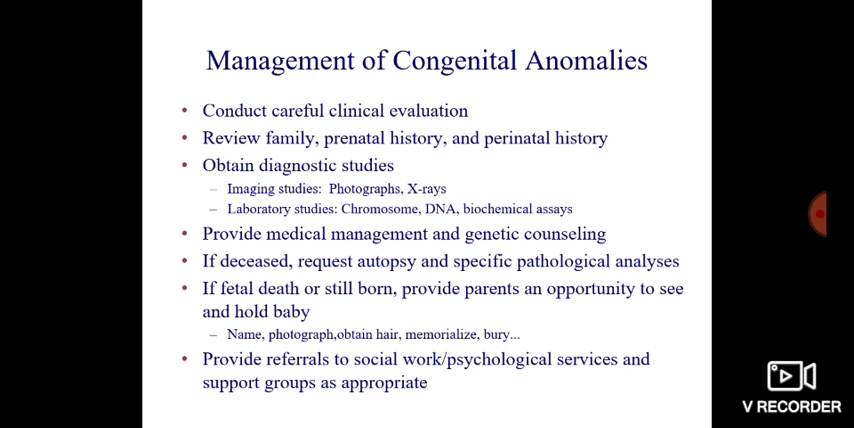 Management of Congenital Anomalies
• Conduct careful clinical evaluation
• Review family, prenatal history, and perinatal history
• Obtain diagnostic studies
– Imaging studies: Photographs, X-rays
– Laboratory studies: Chromosome, DNA, biochemical assays
• Provide medical management and genetic counseling
• If deceased, request autopsy and specific pathological analyses
• If fetal death or still born, provide parents an opportunity to see
and hold baby
– Name, photograph,obtain hair, memorialize, bury...
• Provide referrals to social work/psychological services and
support groups as appropriate
V RECORDER